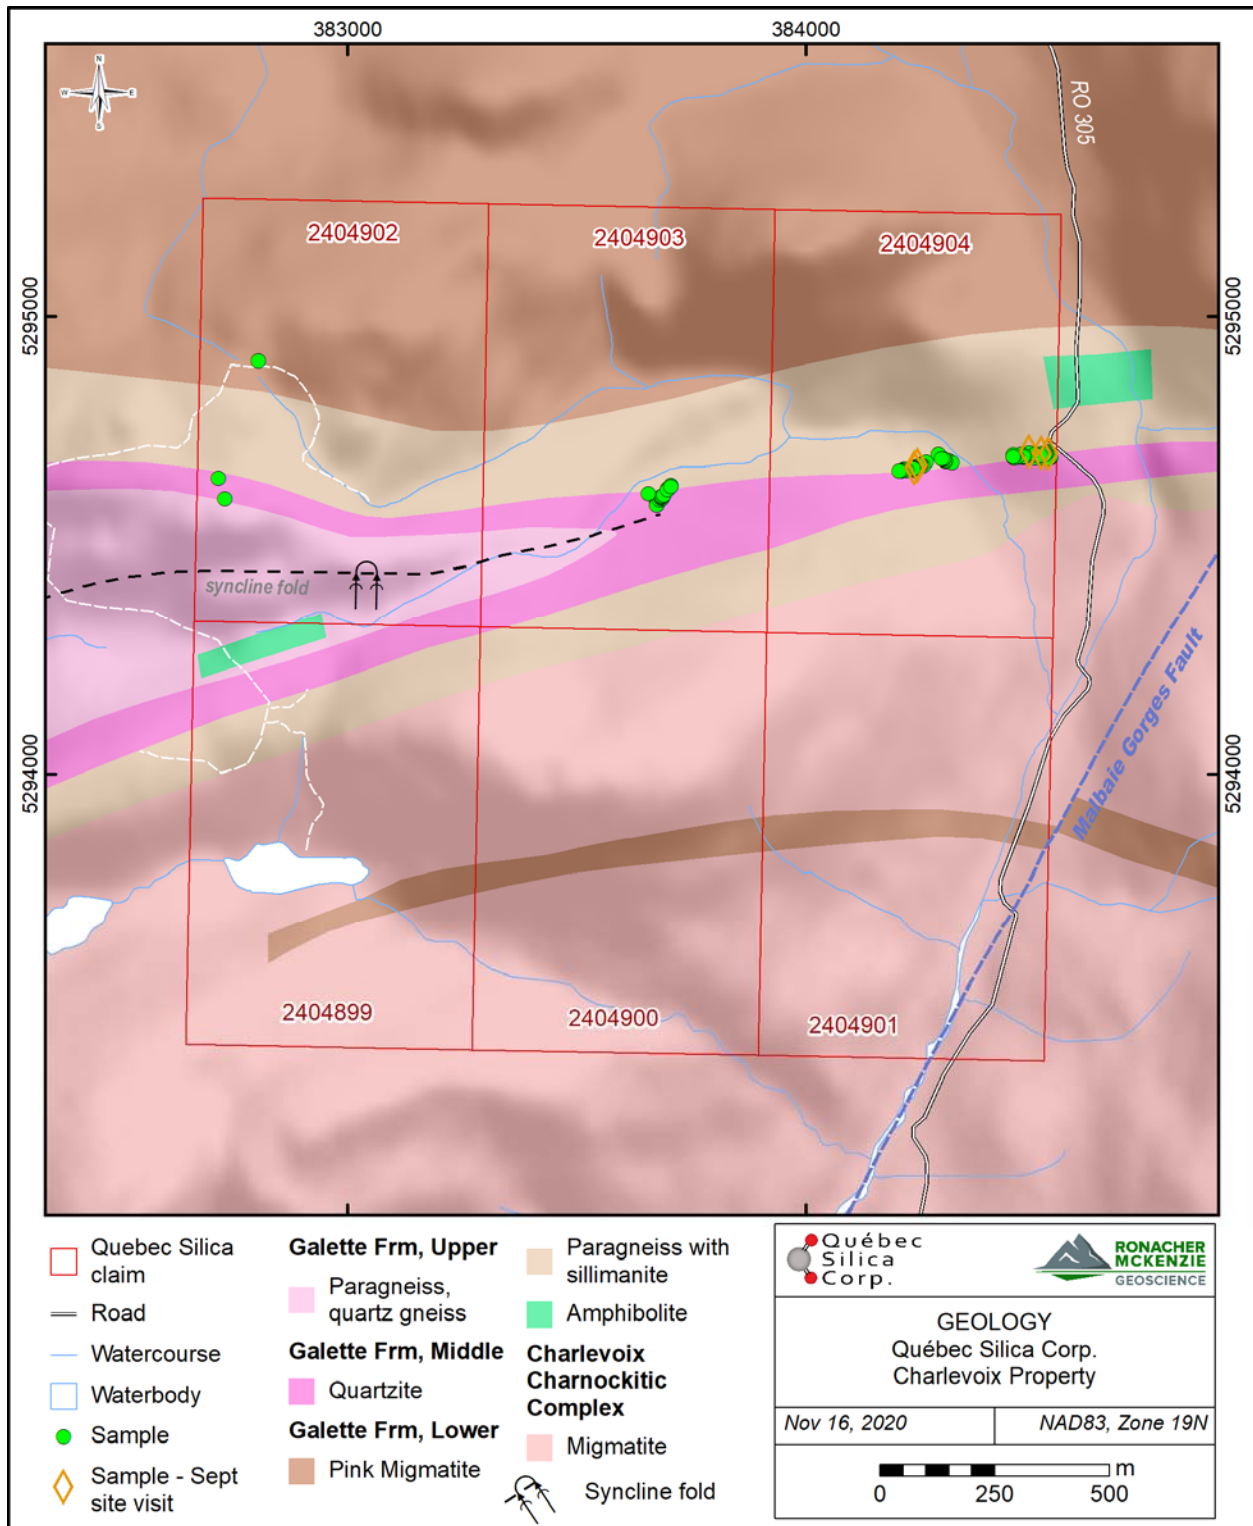 383000
384000
N
W
E
S
RO 305
2404902
2404903
2404904
5295000
5295000
syncline fold
Malbaie Gorges Fault
5294000
5294000
2404899
2404900
2404901
Quebec Silica
claim
Road
Watercourse
Waterbody
Sample
Sample - Sept
site visit
Galette Frm, Upper
Paragneiss,
quartz gneiss
Galette Frm, Middle
Quartzite
Galette Frm, Lower
Pink Migmatite
Paragneiss with
sillimanite
Amphibolite
Charlevoix
Charnockitic
Complex
Migmatite
Syncline fold
Québec
Silica
Corp.
RONACHER
MCKENZIE
GEOSCIENCE
GEOLOGY
Québec Silica Corp.
Charlevoix Property
Nov 16, 2020
NAD83, Zone 19N
m
0
250
500